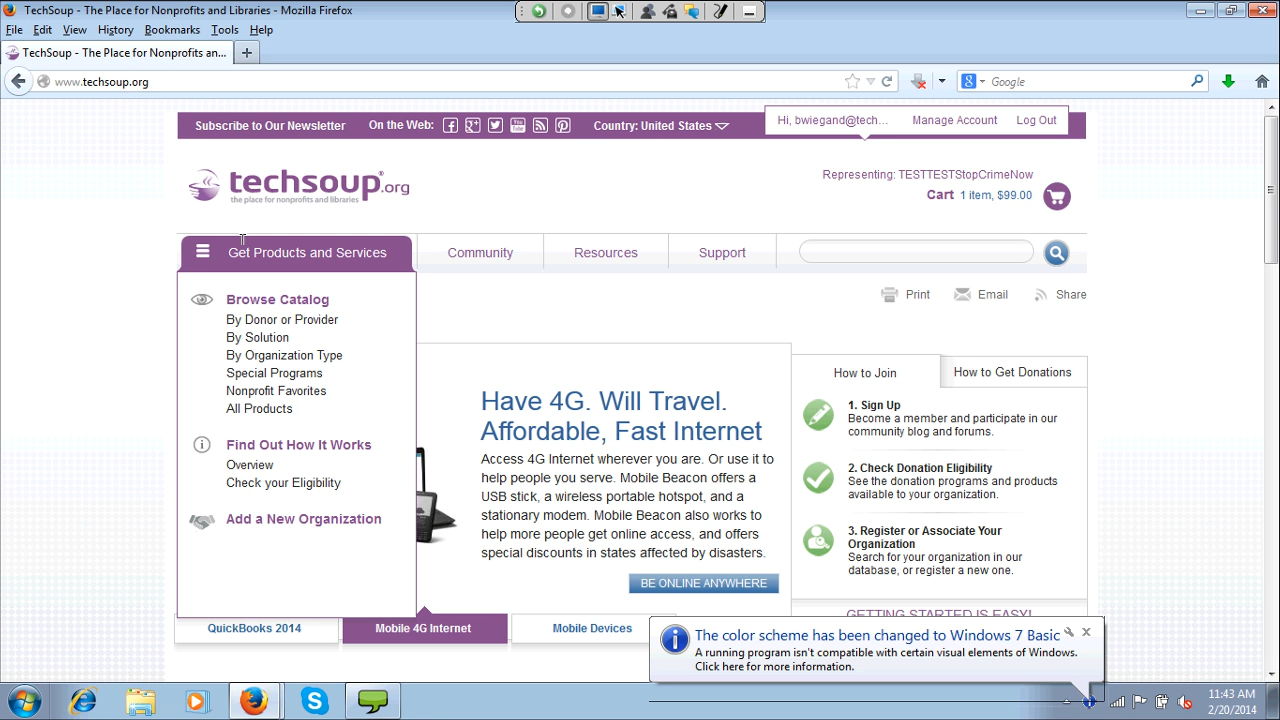 TechSoup - The Place for Nonprofits and Libraries - Mozilla Firefox
File Edit View History Bookmarks Tools Help
TechSoup - The Place for Nonprofits an...
www.techsoup.org
Google
Subscribe to Our Newsletter On the Web: Country: United States
Hi, bwiegand@tech... Manage Account Log Out
techsoup.org
the place for nonprofits and libraries
Representing: TESTTESTStopCrimeNow
Cart 1 item, $99.00
Get Products and Services Community Resources Support
Print Email Share
Browse Catalog
By Donor or Provider
By Solution
By Organization Type
Special Programs
Nonprofit Favorites
All Products
Find Out How It Works
Overview
Check your Eligibility
Add a New Organization
Have 4G. Will Travel.
Affordable, Fast Internet
Access 4G Internet wherever you are. Or use it to
help people you serve. Mobile Beacon offers a
USB stick, a wireless portable hotspot, and a
stationary modem. Mobile Beacon also works to
help more people get online access, and offers
special discounts in states affected by disasters.
BE ONLINE ANYWHERE
How to Join How to Get Donations
1. Sign Up
Become a member and participate in our
community blog and forums.
2. Check Donation Eligibility
See the donation programs and products
available to your organization.
3. Register or Associate Your
Organization
Search for your organization in our
database, or register a new one.
GETTING STARTED IS EASY!
QuickBooks 2014 Mobile 4G Internet Mobile Devices
The color scheme has been changed to Windows 7 Basic
A running program isn't compatible with certain visual elements of Windows.
Click here for more information.
11:43 AM
2/20/2014